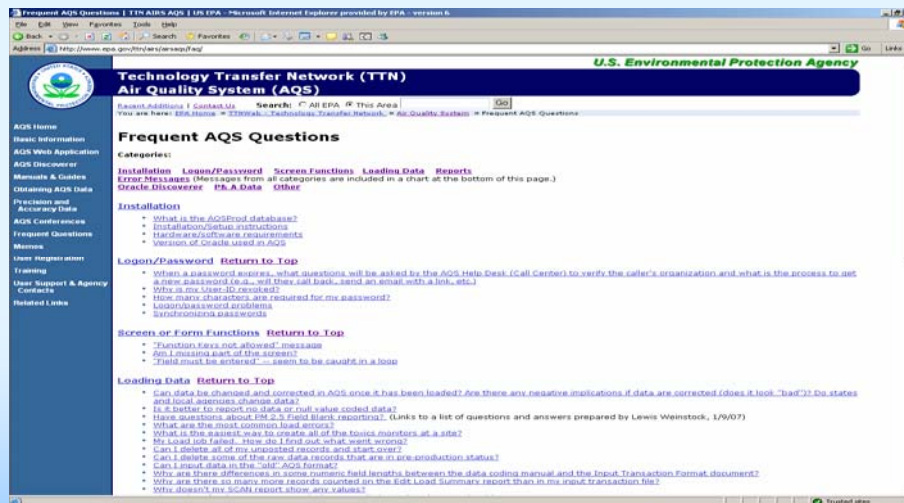 Frequent AQS Questions | TTN AIRS AQS | US EPA - Microsoft Internet Explorer provided by EPA - version 6
File Edit View Favorites Tools Help
Back Search Favorites
Address http://www.epa.gov/ttn/airs/airsaqs/faq/ Go Links
U.S. Environmental Protection Agency
Technology Transfer Network (TTN)
Air Quality System (AQS)
Recent Additions | Contact Us Search: All EPA This Area Go
You are here: EPA Home » TTNWeb - Technology Transfer Network » Air Quality System » Frequent AQS Questions
AQS Home
Basic Information
AQS Web Application
AQS Discoverer
Manuals & Guides
Obtaining AQS Data
Precision and
Accuracy Data
AQS Conferences
Frequent Questions
Memos
User Registration
Training
User Support & Agency
Contacts
Related Links
Frequent AQS Questions
Categories:
Installation Logon/Password Screen Functions Loading Data Reports
Error Messages (Messages from all categories are included in a chart at the bottom of this page.)
Oracle Discoverer P& A Data Other
Installation
• What is the AQSProd database?
• Installation/Setup instructions
• Hardware/software requirements
• Version of Oracle used in AQS
Logon/Password Return to Top
• When a password expires, what questions will be asked by the AQS Help Desk (Call Center) to verify the caller's organization and what is the process to get
a new password (e.g., will they call back, send an email with a link, etc.)
• Why is my User-ID revoked?
• How many characters are required for my password?
• Logon/password problems
• Synchronizing passwords
Screen or Form Functions Return to Top
• "Function Keys not allowed" message
• Am I missing part of the screen?
• "Field must be entered" -- seem to be caught in a loop
Loading Data Return to Top
• Can data be changed and corrected in AQS once it has been loaded? Are there any negative implications if data are corrected (does it look "bad")? Do states
and local agencies change data?
• Is it better to report no data or null value coded data?
• Have questions about PM 2.5 Field Blank reporting? (Links to a list of questions and answers prepared by Lewis Weinstock, 1/9/07)
• What are the most common load errors?
• What is the easiest way to create all of the toxics monitors at a site?
• My Load job failed. How do I find out what went wrong?
• Can I delete all of my unposted records and start over?
• Can I delete some of the raw data records that are in pre-production status?
• Can I input data in the "old" AQS format?
• Why are there differences in some numeric field lengths between the data coding manual and the Input Transaction Format document?
• Why are there so many more records counted on the Edit Load Summary report than in my input transaction file?
• Why doesn't my SCAN report show any values?
Trusted sites